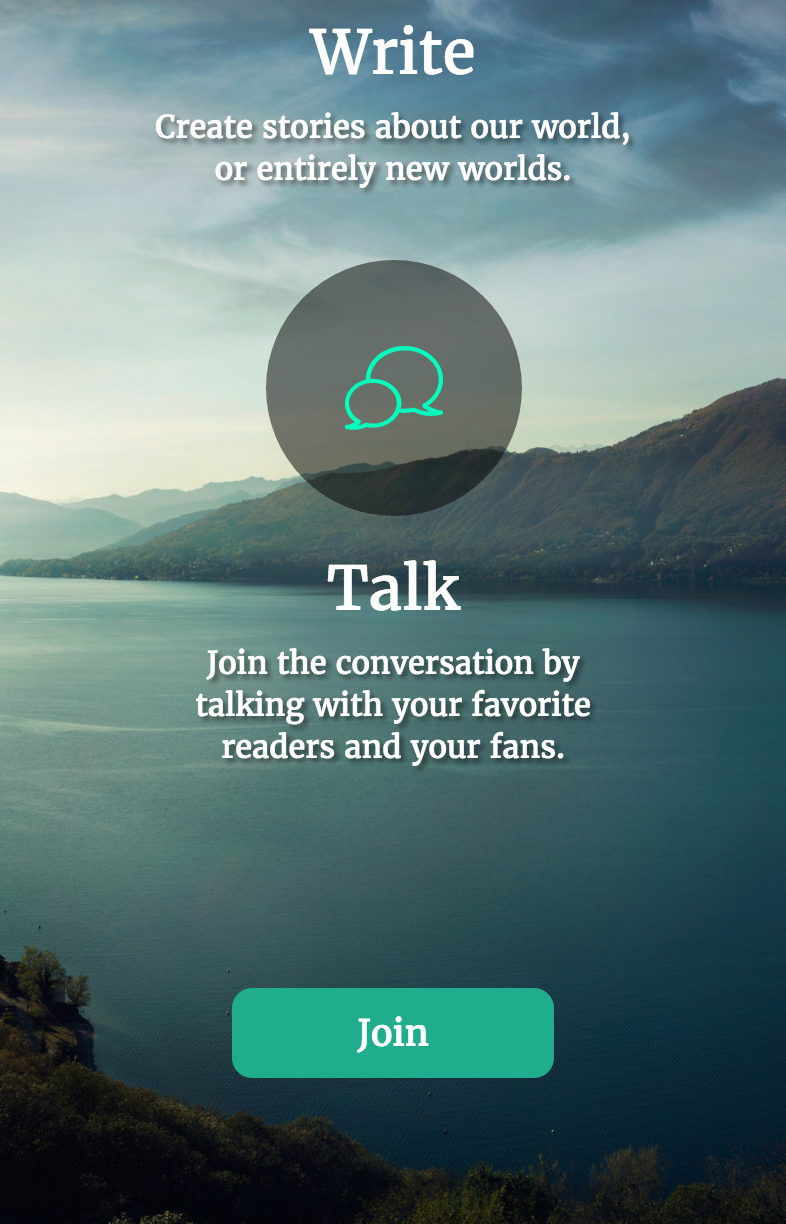 Write
Create stories about our world,
or entirely new worlds.
Talk
Join the conversation by
talking with your favorite
readers and your fans.
Join